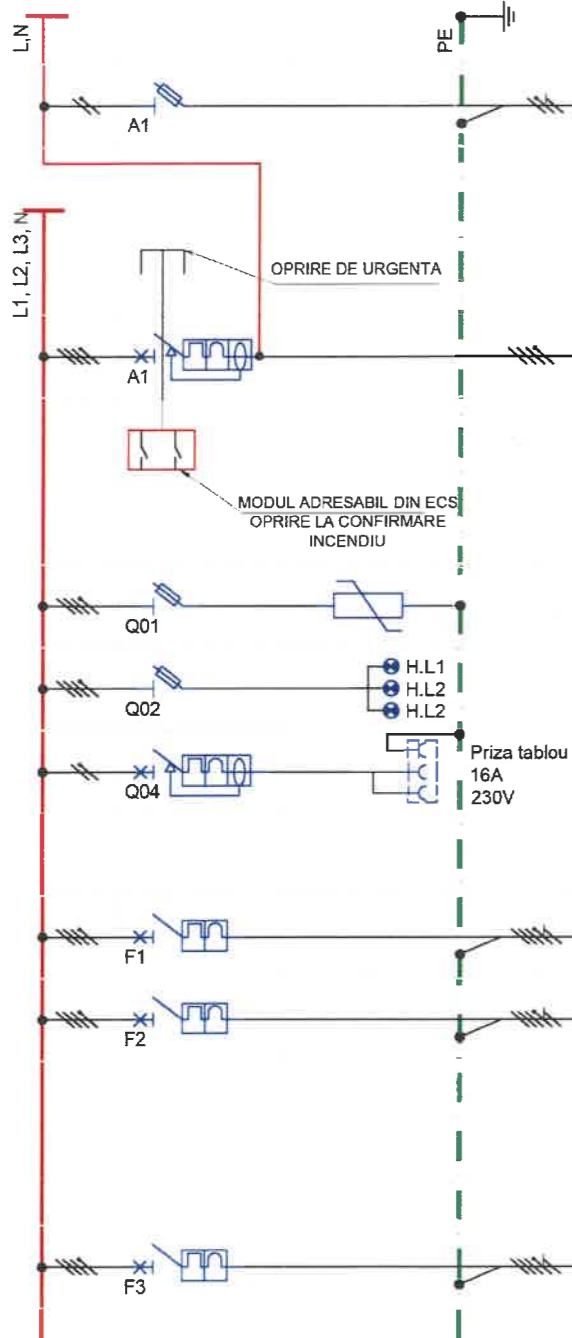 L,N
PE
A1
L1, L2, L3, N
OPRIRE DE URGENTA
A1
MODUL ADRESABIL DIN ECS
OPRIRE LA CONFIRMARE
INCENDIU
Q01
H.L1
H.L2
H.L2
Q02
Priza tablou
16A
230V
Q04
F1
F2
F3